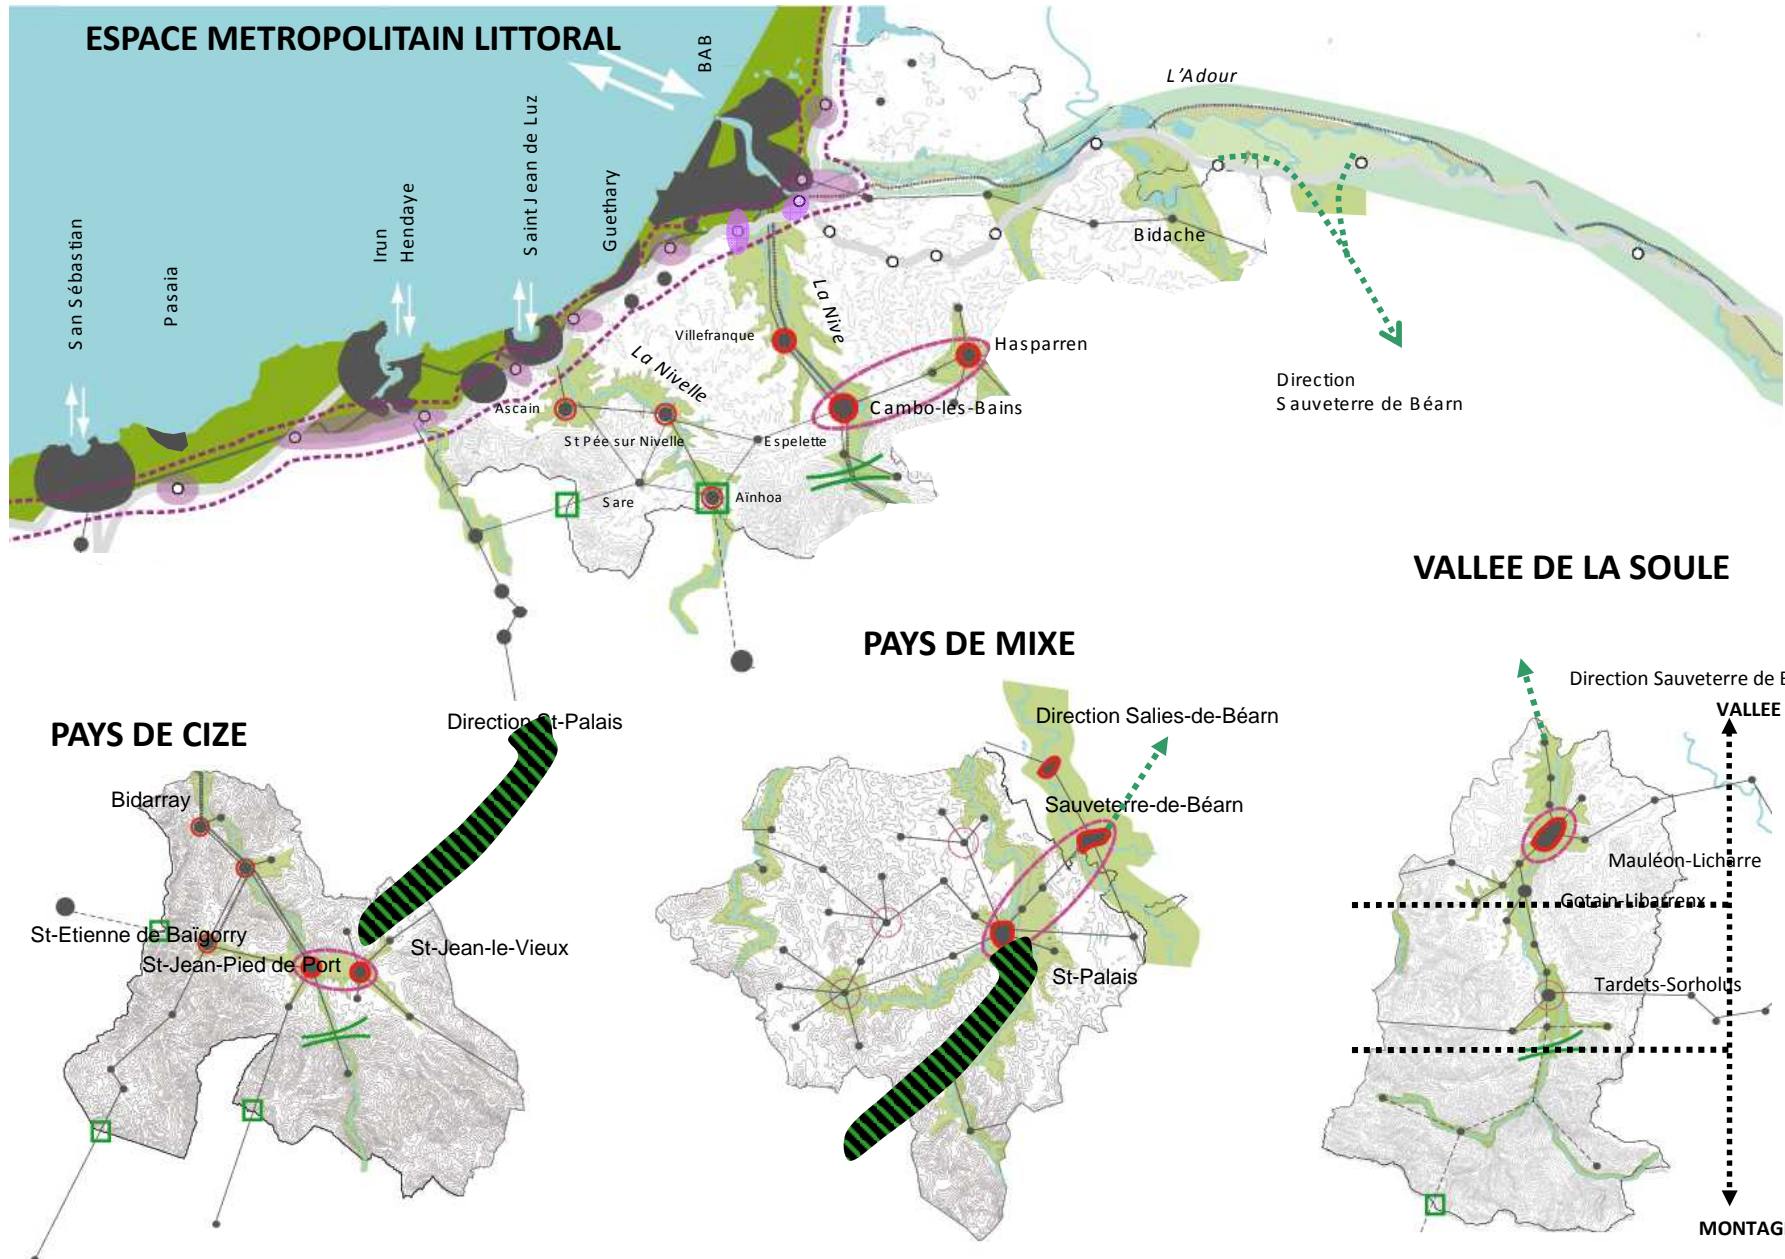 ESPACE METROPOLITAIN LITTORAL
BAB
L'Adour
San Sébastian
Pasaia
Irun
Hendaye
Saint Jean de Luz
Guethary
Bidache
La Nive
Villefranque
Hasparren
La Nivelle
Direction
Sauveterre de Béarn
Ascain
Cambo-les-Bains
St Pée sur Nivelle
Espelette
Sare
Aïnhoa
VALLEE DE LA SOULE
PAYS DE MIXE
Direction Sauveterre de B
VALLEE
PAYS DE CIZE
Direction St-Palais
Direction Salies-de-Béarn
Bidarray
Sauveterre-de-Béarn
Mauléon-Licharre
Gotain-Libarrenx
St-Etienne de Baïgorry
St-Jean-le-Vieux
St-Jean-Pied de Port
St-Palais
Tardets-Sorholus
MONTAG